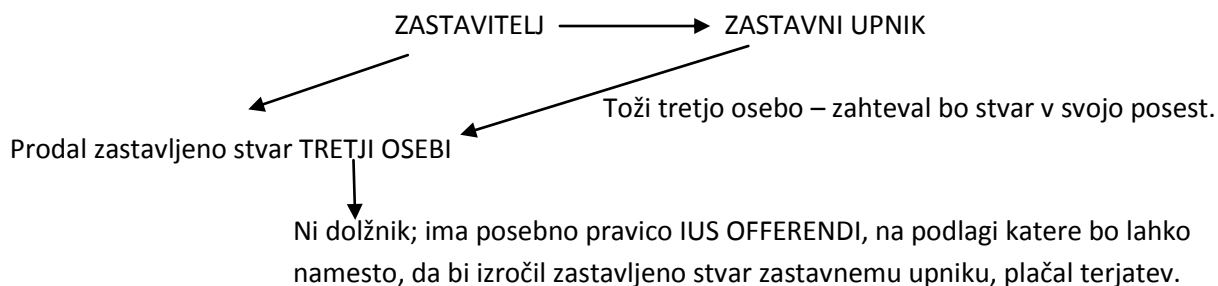 ZASTAVITELJ ZASTAVNI UPNIK
Toži tretjo osebo – zahteval bo stvar v svojo posest.
Prodal zastavljeno stvar TRETJI OSEBI
Ni dolžnik; ima posebno pravico IUS OFFERENDI, na podlagi katere bo lahko
namesto, da bi izročil zastavljeno stvar zastavnemu upniku, plačal terjatev.